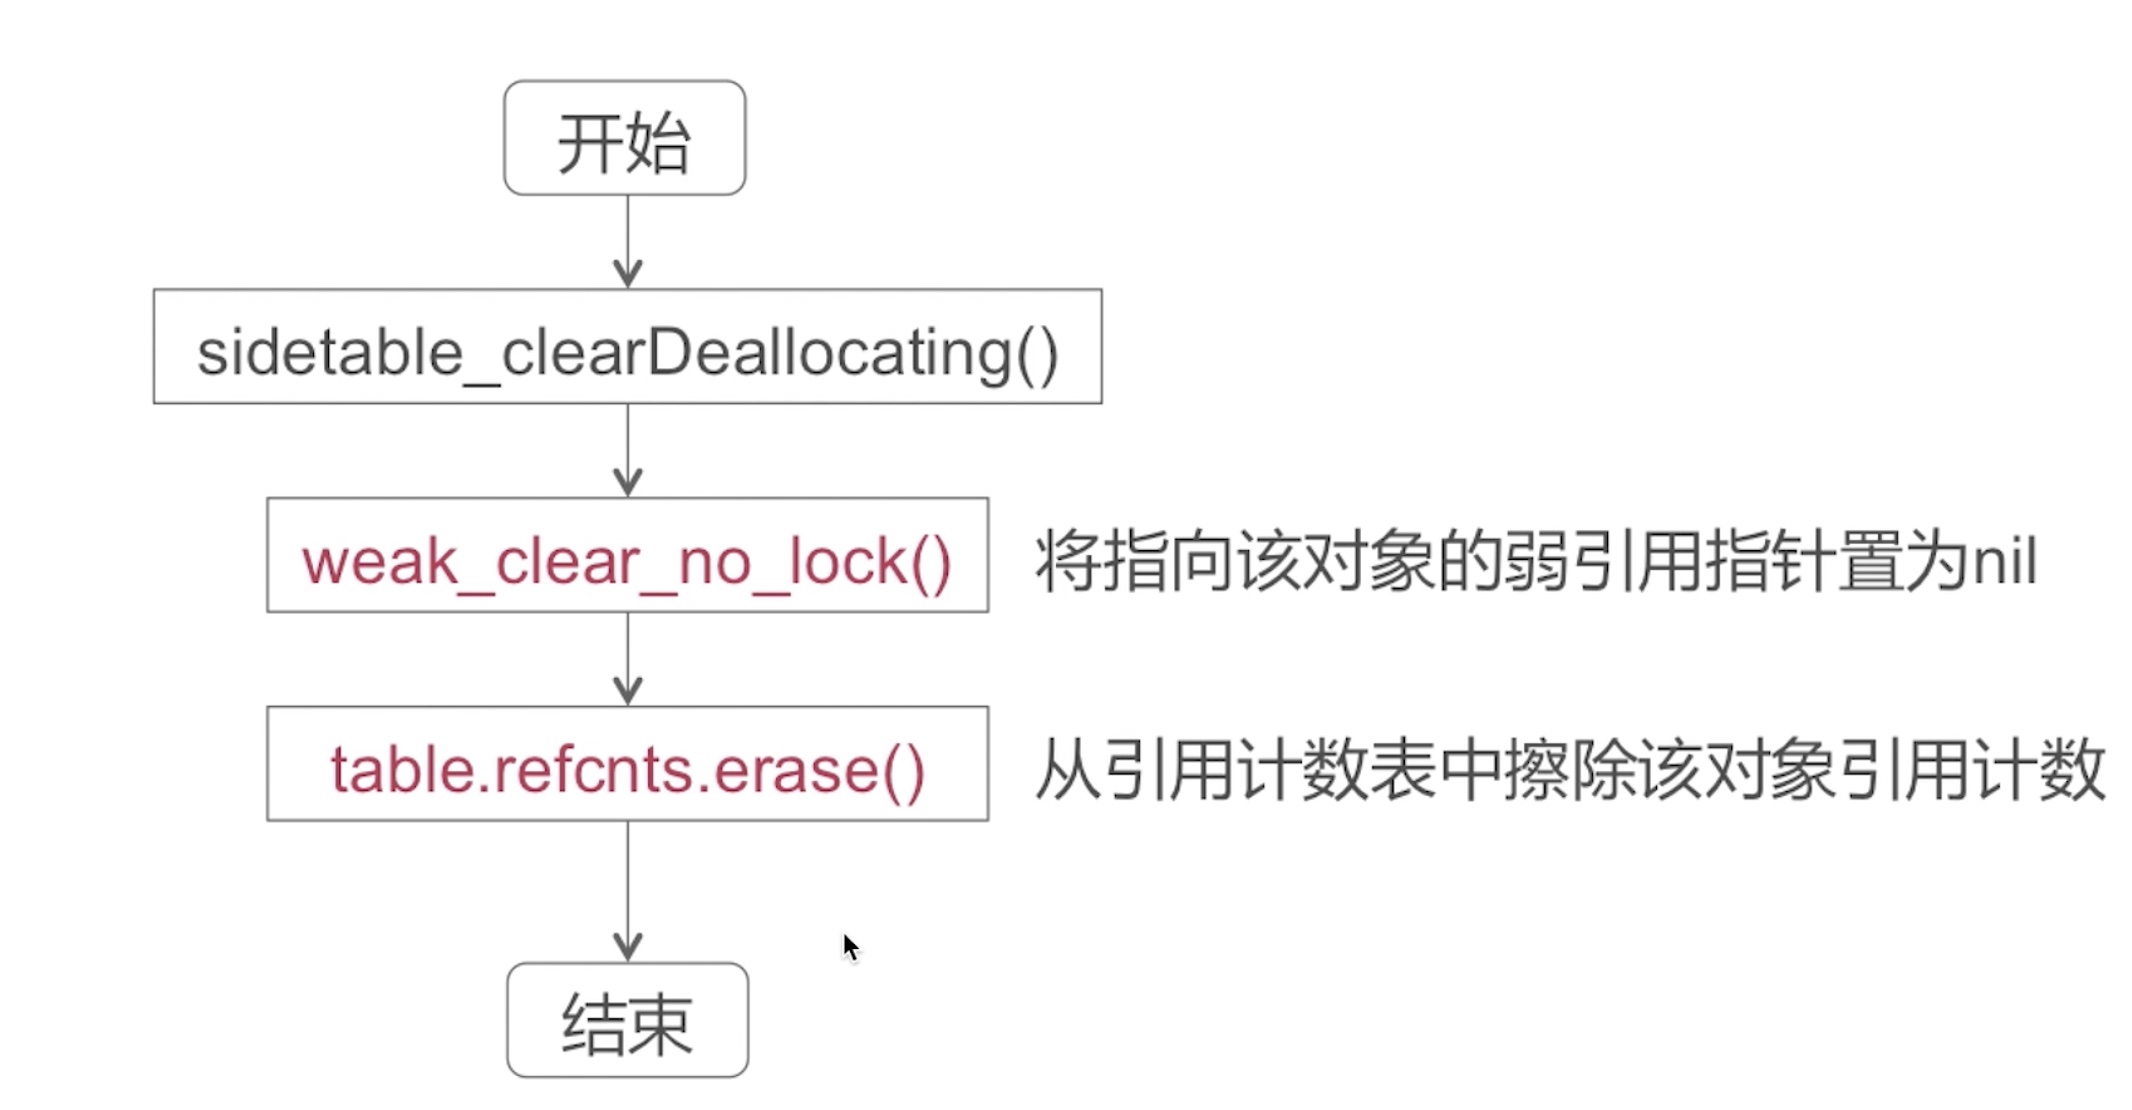 开始
sidetable_clearDeallocating()
weak_clear_no_lock() 将指向该对象的弱引用指针置为nil
table.refcnts.erase() 从引用计数表中擦除该对象引用计数
结束